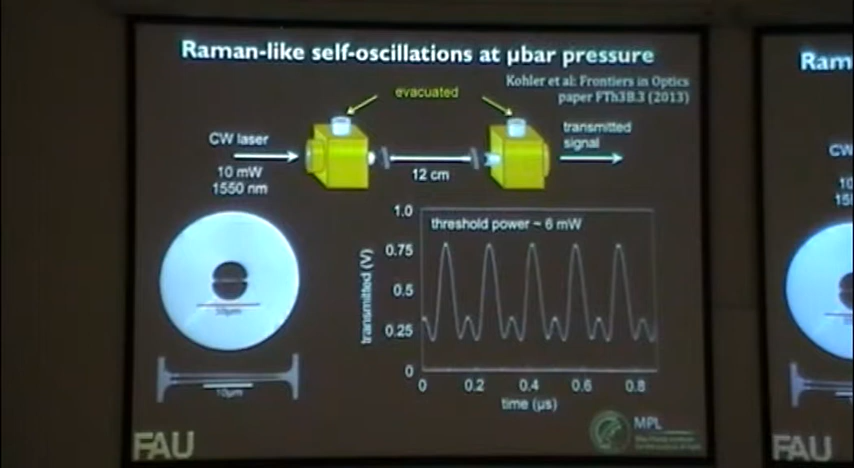 Raman-like self-oscillations at µbar pressure
Kohler et al: Frontiers in Optics
paper FTh3B.3 (2013)
evacuated
CW laser
10 mW
1550 nm
12 cm
transmitted
signal
10µm
threshold power ~ 6 mW
transmitted (V)
1.0
0.75
0.5
0.25
0
0
0.2
0.4
0.6
0.8
time (µs)
FAU
MPL
Ram
CW
10
FAU